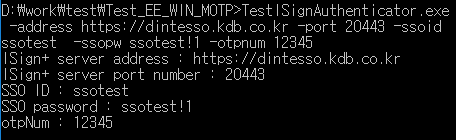 D:₩work₩test₩Test_EE_WIN_MOTP>TestISignAuthenticator.exe
-address https://dintesso.kdb.co.kr -port 20443 -ssoid
ssotest  -ssopw ssotest!1 -otpnum 12345
ISign+ server address : https://dintesso.kdb.co.kr
ISign+ server port number : 20443
SSO ID : ssotest
SSO password : ssotest!1
otpNum : 12345